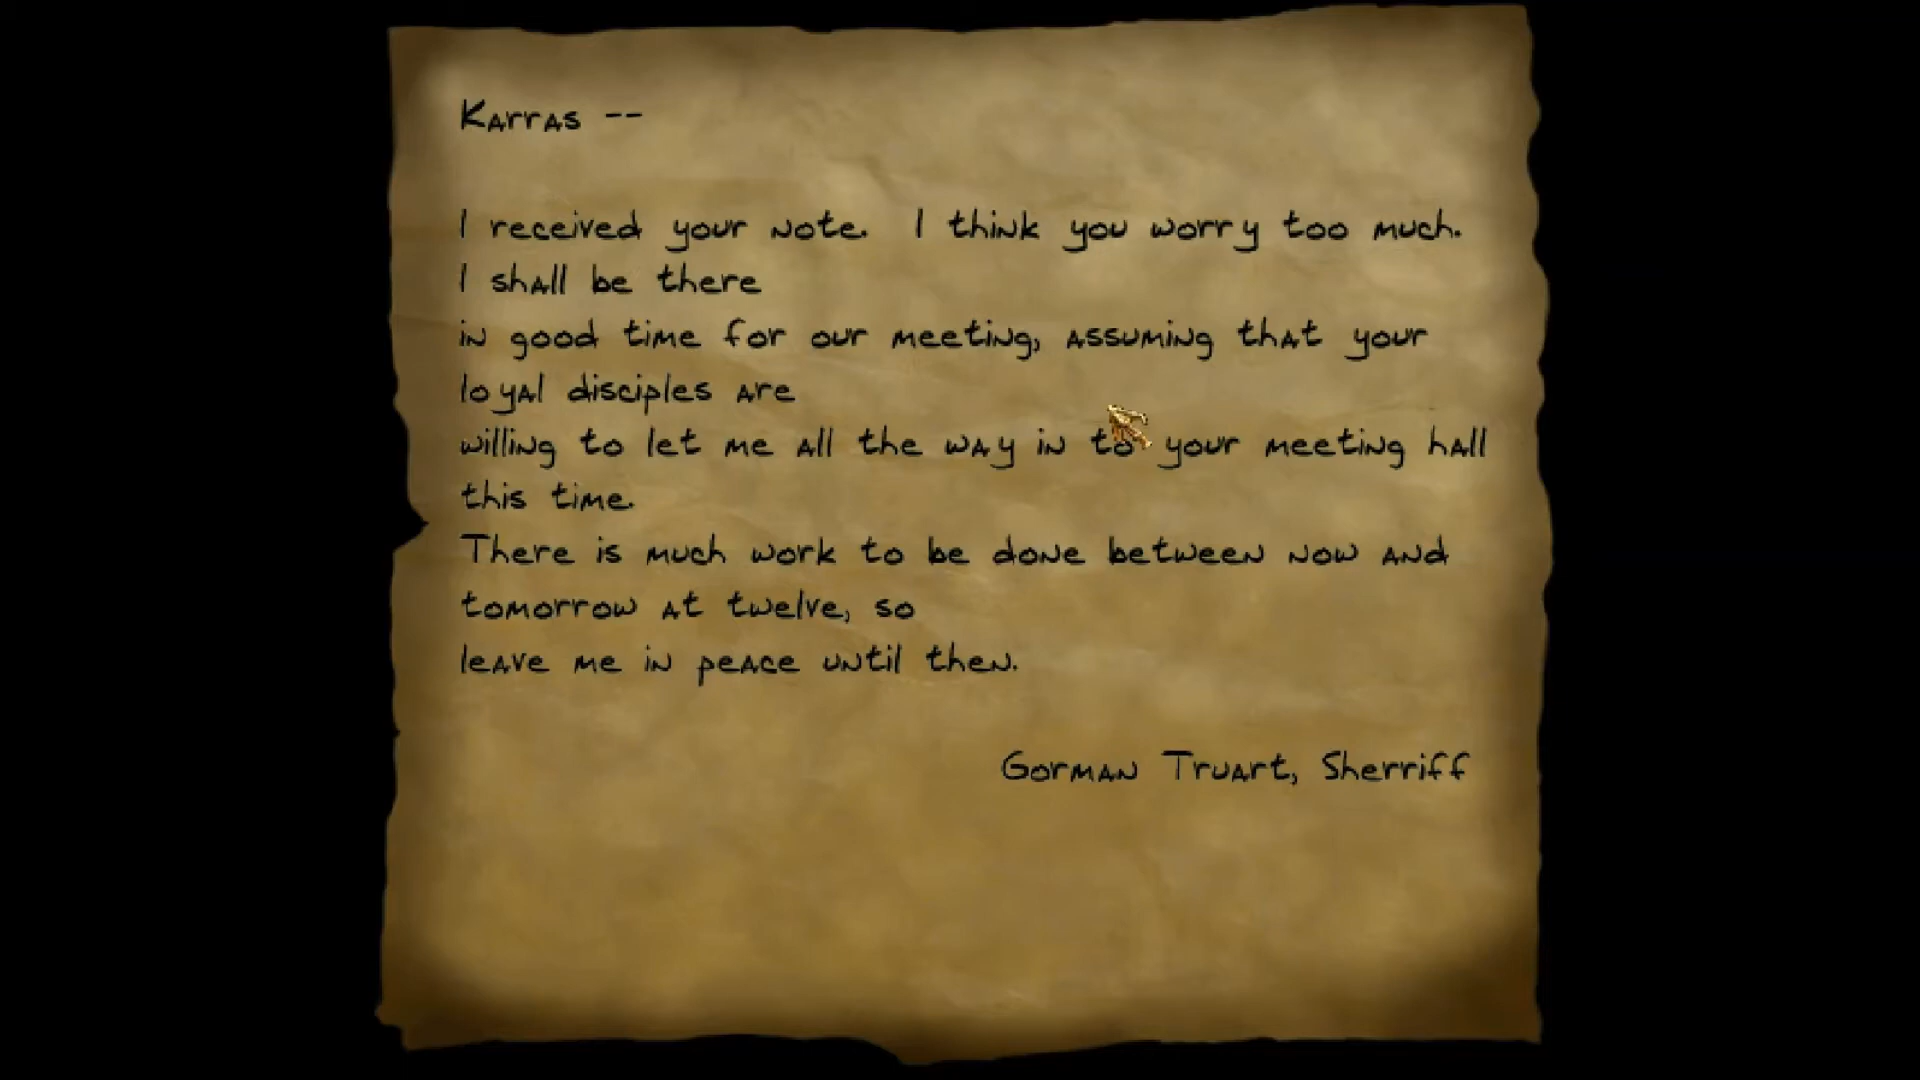 Karras --
I received your note. I think you worry too much.
I shall be there
in good time for our meeting, assuming that your
loyal disciples are
willing to let me all the way in to your meeting hall
this time.
There is much work to be done between now and
tomorrow at twelve, so
leave me in peace until then.
Gorman Truart, Sherriff